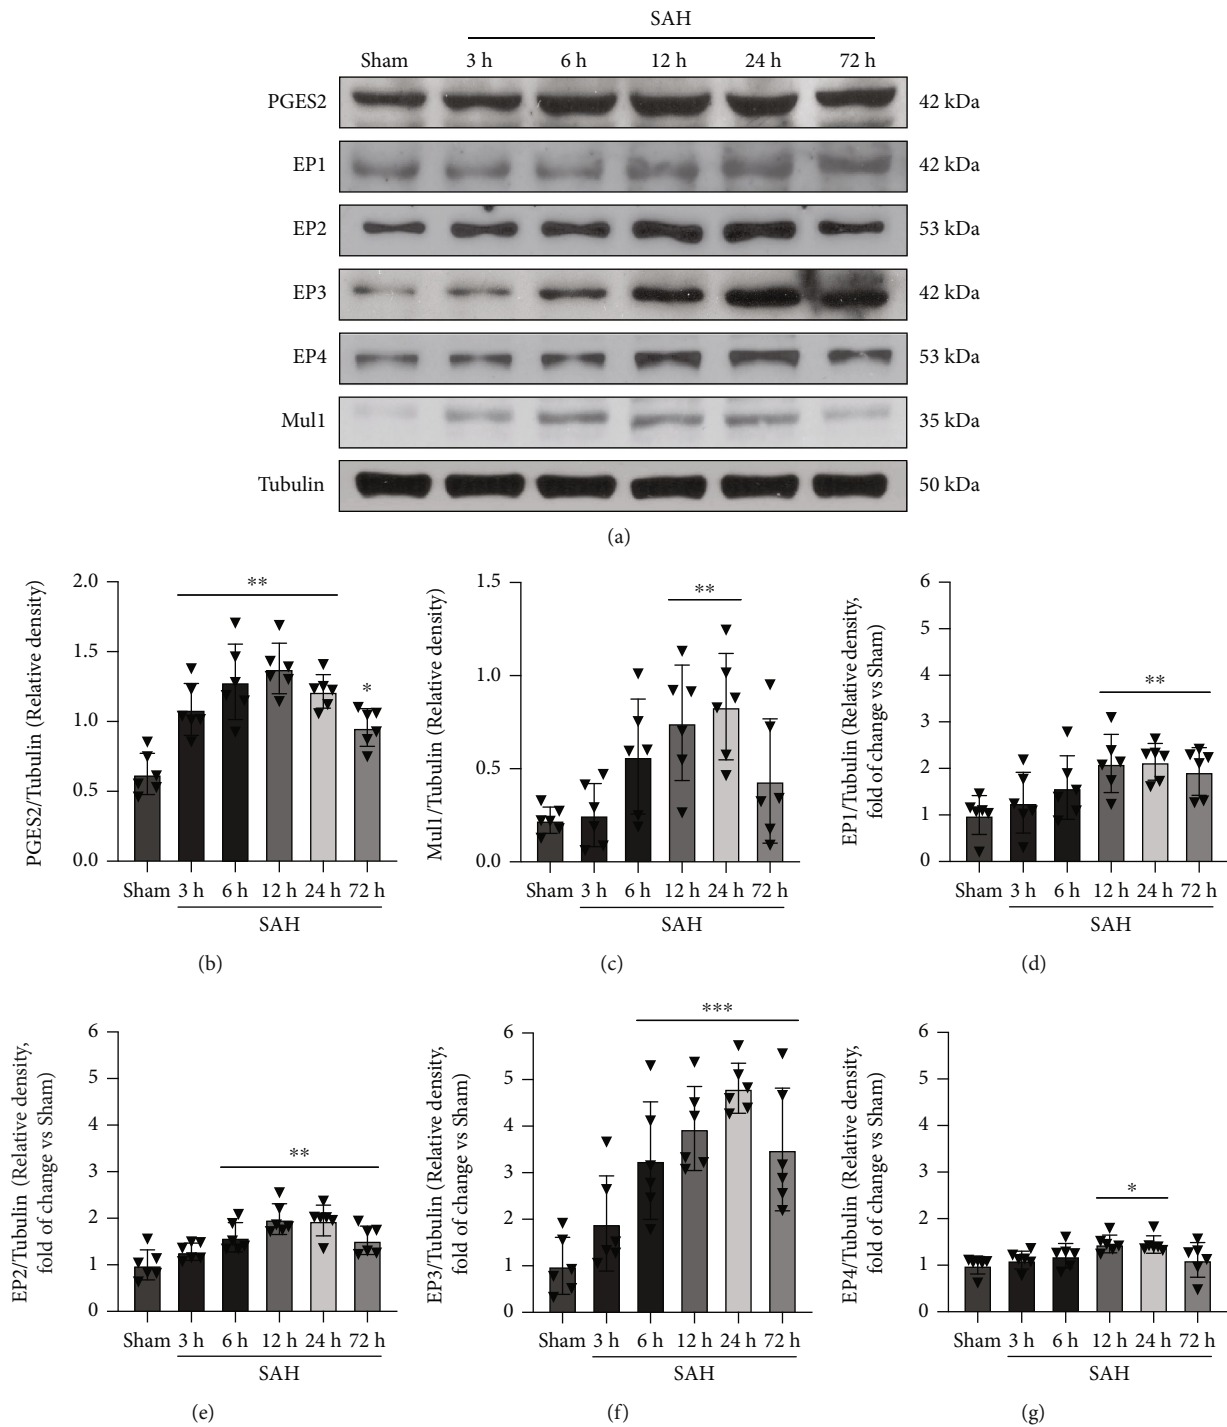 SAH
Sham 3 h 6 h 12 h 24 h 72 h
PGES2 42 kDa
EP1 42 kDa
EP2 53 kDa
EP3 42 kDa
EP4 53 kDa
Mul1 35 kDa
Tubulin 50 kDa
(a)
PGES2/Tubulin (Relative density)
2.0
1.5
1.0
0.5
0.0
**
*
Sham 3 h 6 h 12 h 24 h 72 h
SAH
(b)
Mul1/Tubulin (Relative density)
1.5
1.0
0.5
0.0
**
Sham 3 h 6 h 12 h 24 h 72 h
SAH
(c)
EP1/Tubulin (Relative density,
fold of change vs Sham)
6
5
4
3
2
1
0
**
Sham 3 h 6 h 12 h 24 h 72 h
SAH
(d)
EP2/Tubulin (Relative density,
fold of change vs Sham)
6
5
4
3
2
1
0
**
Sham 3 h 6 h 12 h 24 h 72 h
SAH
(e)
EP3/Tubulin (Relative density,
fold of change vs Sham)
6
5
4
3
2
1
0
***
Sham 3 h 6 h 12 h 24 h 72 h
SAH
(f)
EP4/Tubulin (Relative density,
fold of change vs Sham)
6
5
4
3
2
1
0
*
Sham 3 h 6 h 12 h 24 h 72 h
SAH
(g)